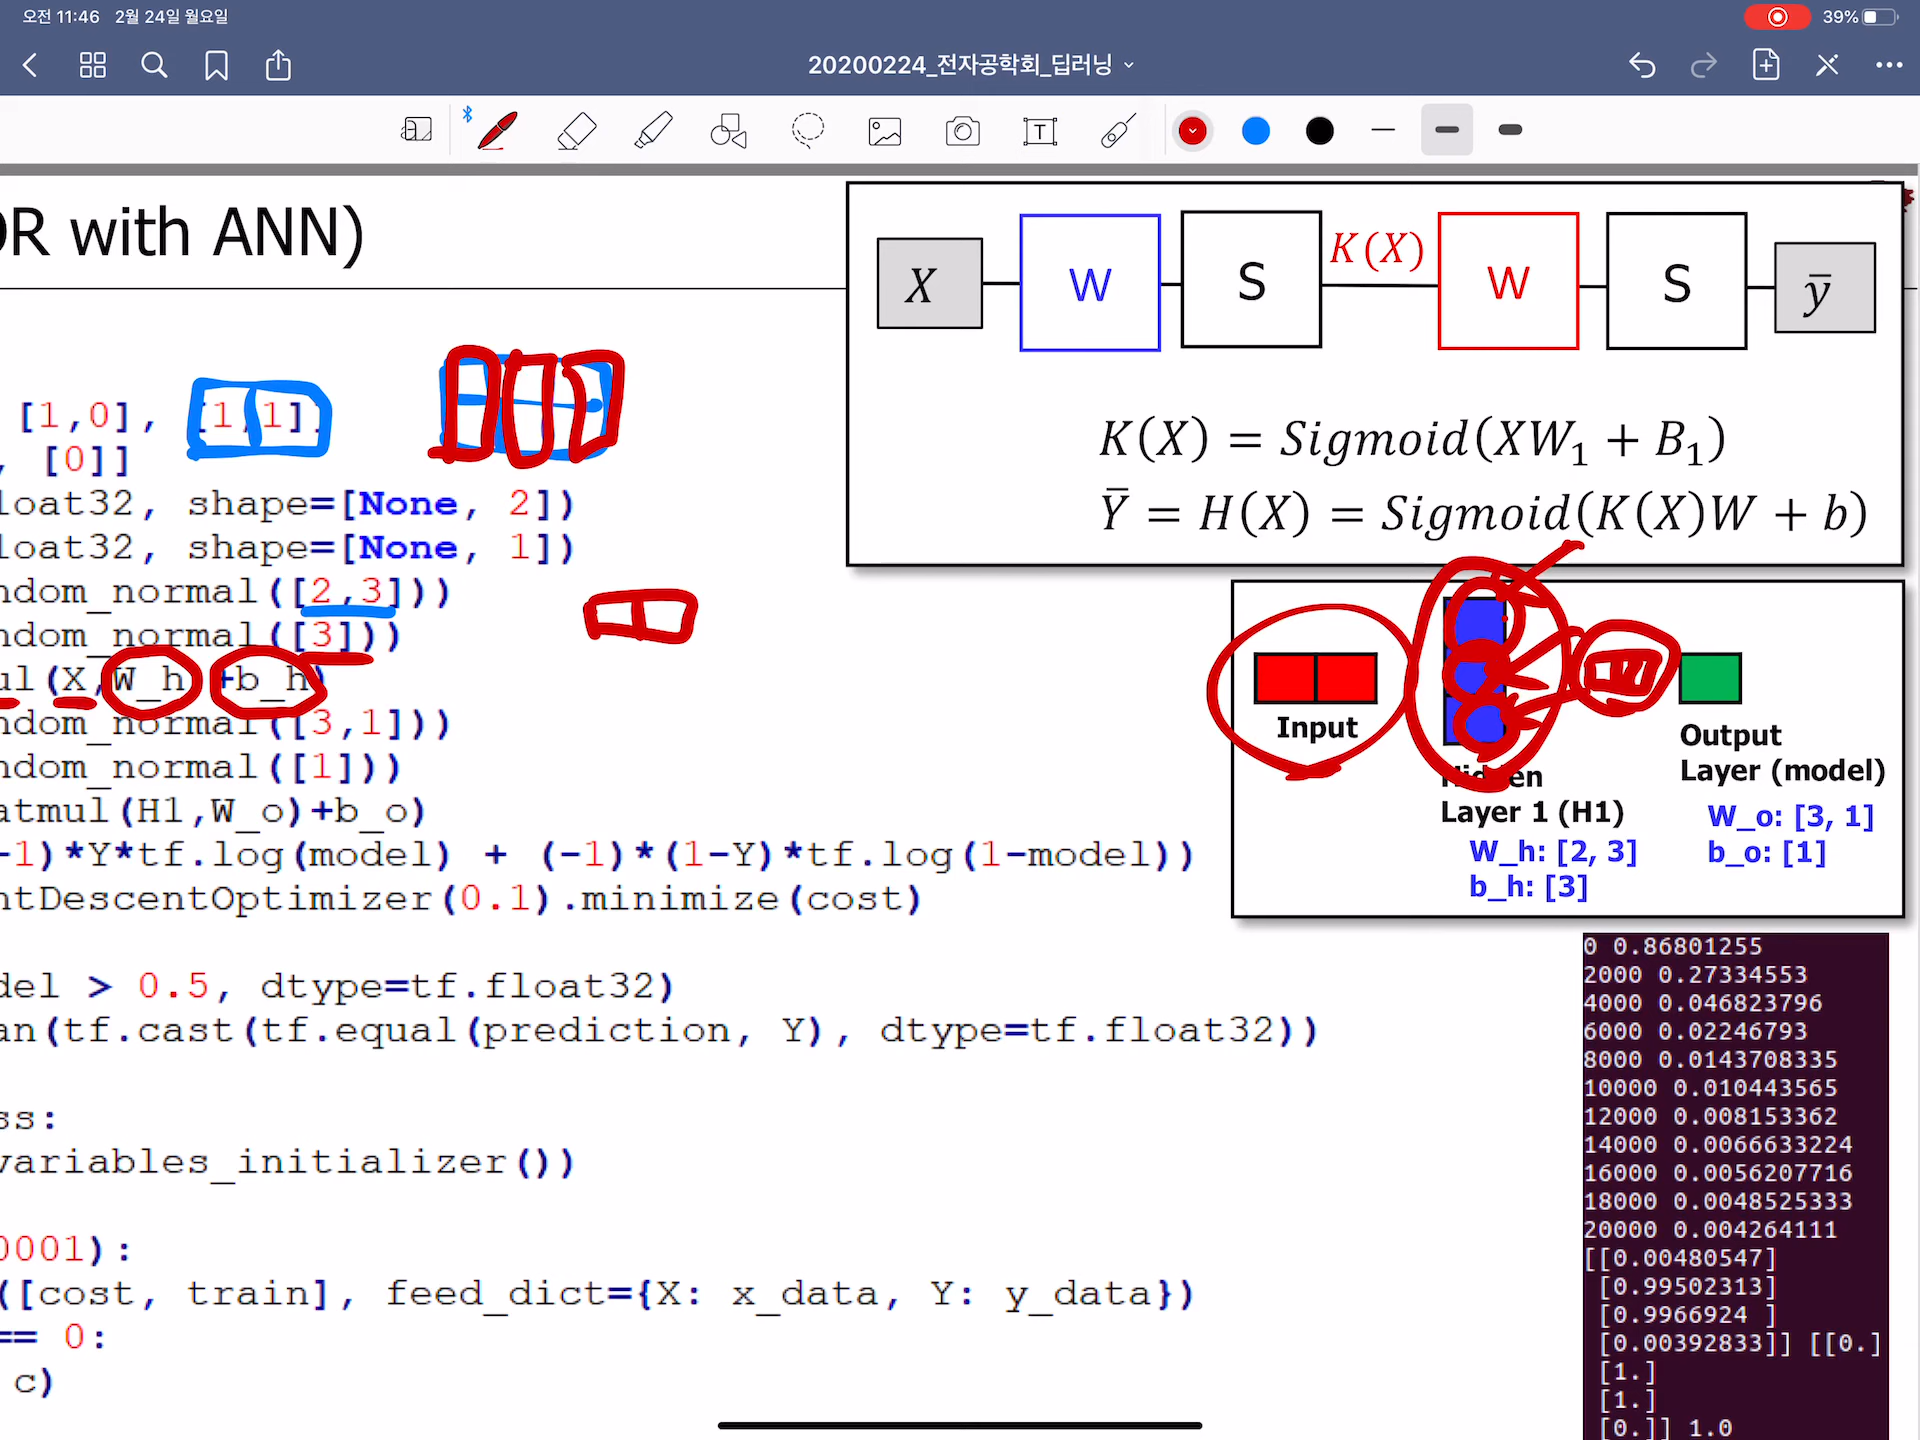 오전 11:46 2월 24일 월요일
39%
20200224_전자공학회_딥러닝
OR with ANN)
X W S K(X) W S y̅
K(X) = Sigmoid(XW₁ + B₁)
Y̅ = H(X) = Sigmoid(K(X)W + b)
[1,0], [1,1]
, [0]]
loat32, shape=[None, 2])
loat32, shape=[None, 1])
ndom_normal([2,3]))
ndom_normal([3]))
ul(X,W_h)+b_h)
ndom_normal([3,1]))
ndom_normal([1]))
atmul(H1,W_o)+b_o)
-1)*Y*tf.log(model) + (-1)*(1-Y)*tf.log(1-model))
ntDescentOptimizer(0.1).minimize(cost)
del > 0.5, dtype=tf.float32)
an(tf.cast(tf.equal(prediction, Y), dtype=tf.float32))
ss:
variables_initializer())
0001):
([cost, train], feed_dict={X: x_data, Y: y_data})
== 0:
c)
Input
Hidden
Layer 1 (H1)
W_h: [2, 3]
b_h: [3]
Output
Layer (model)
W_o: [3, 1]
b_o: [1]
0 0.86801255
2000 0.27334553
4000 0.046823796
6000 0.02246793
8000 0.0143708335
10000 0.010443565
12000 0.008153362
14000 0.0066633224
16000 0.0056207716
18000 0.0048525333
20000 0.004264111
[[0.00480547]
[0.99502313]
[0.9966924 ]
[0.00392833]] [[0.]
[1.]
[1.]
[0.]] 1.0